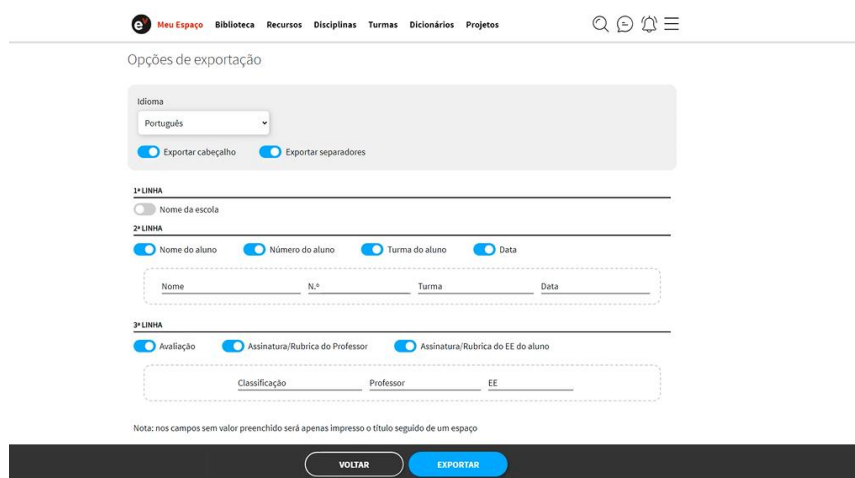 eV Meu Espaço Biblioteca Recursos Disciplinas Turmas Dicionários Projetos
Opções de exportação
Idioma
Português
Exportar cabeçalho Exportar separadores
1ª LINHA
Nome da escola
2ª LINHA
Nome do aluno Número do aluno Turma do aluno Data
Nome N.º Turma Data
3ª LINHA
Avaliação Assinatura/Rubrica do Professor Assinatura/Rubrica do EE do aluno
Classificação Professor EE
Nota: nos campos sem valor preenchido será apenas impresso o título seguido de um espaço
VOLTAR EXPORTAR